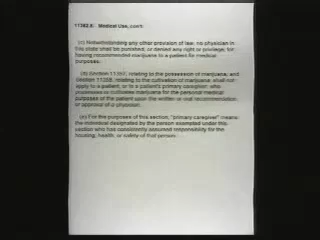 11362.5: Medical Use, con't:
(c) Notwithstanding any other provision of law, no physician in
this state shall be punished, or denied any right or privilege, for
having recommended marijuana to a patient for medical
purposes.
(d) Section 11357, relating to the possession of marijuana, and
Section 11358, relating to the cultivation of marijuana, shall not
apply to a patient, or to a patient's primary caregiver, who
possesses or cultivates marijuana for the personal medical
purposes of the patient upon the written or oral recommendation
or approval of a physician.
(e) For the purposes of this section, "primary caregiver" means
the individual designated by the person exempted under this
section who has consistently assumed responsibility for the
housing, health, or safety of that person.